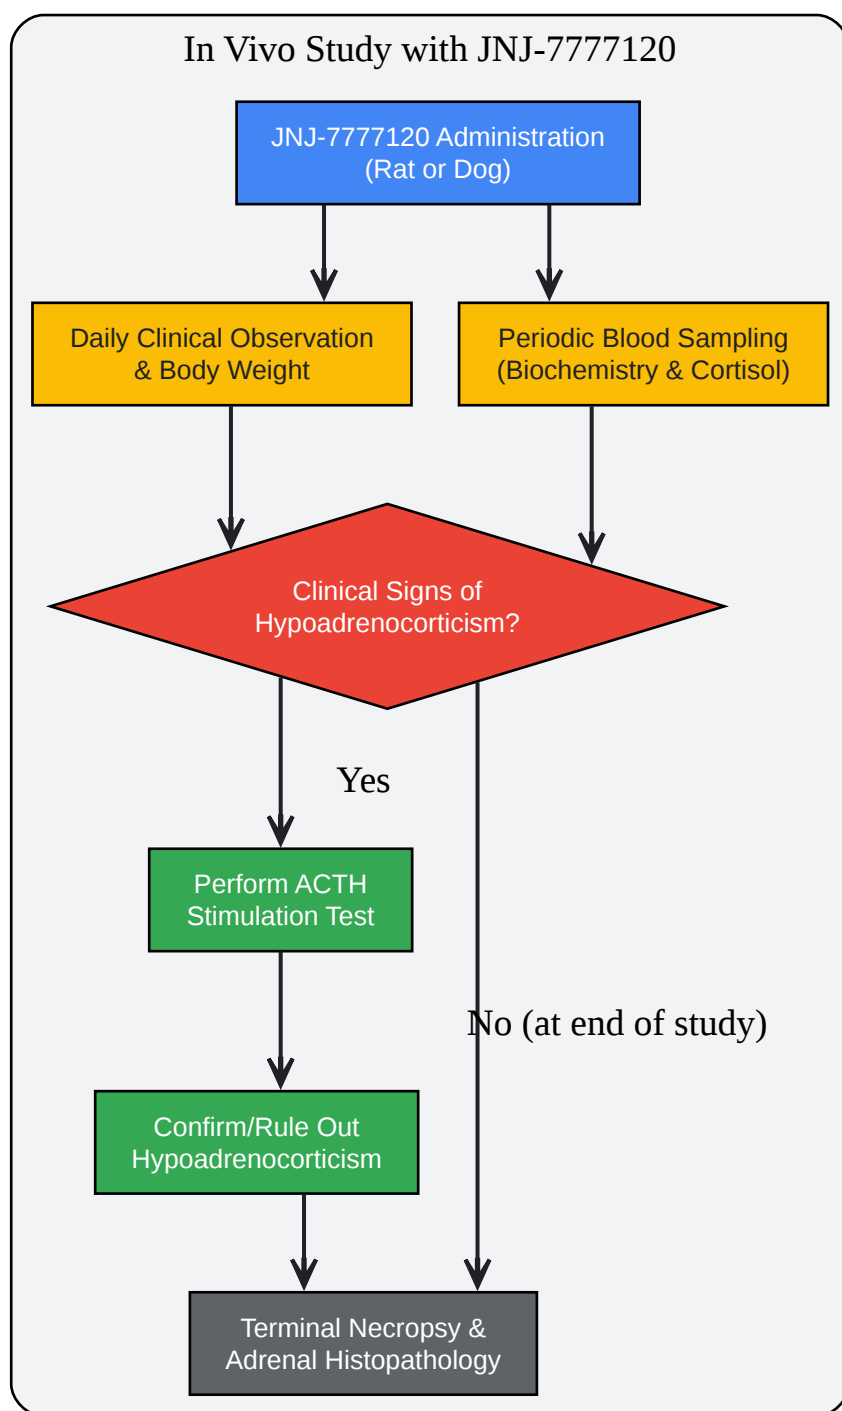 In Vivo Study with JNJ-7777120
JNJ-7777120 Administration
(Rat or Dog)
Daily Clinical Observation
& Body Weight
Periodic Blood Sampling
(Biochemistry & Cortisol)
Clinical Signs of
Hypoadrenocorticism?
Yes
Perform ACTH
Stimulation Test
No (at end of study)
Confirm/Rule Out
Hypoadrenocorticism
Terminal Necropsy &
Adrenal Histopathology